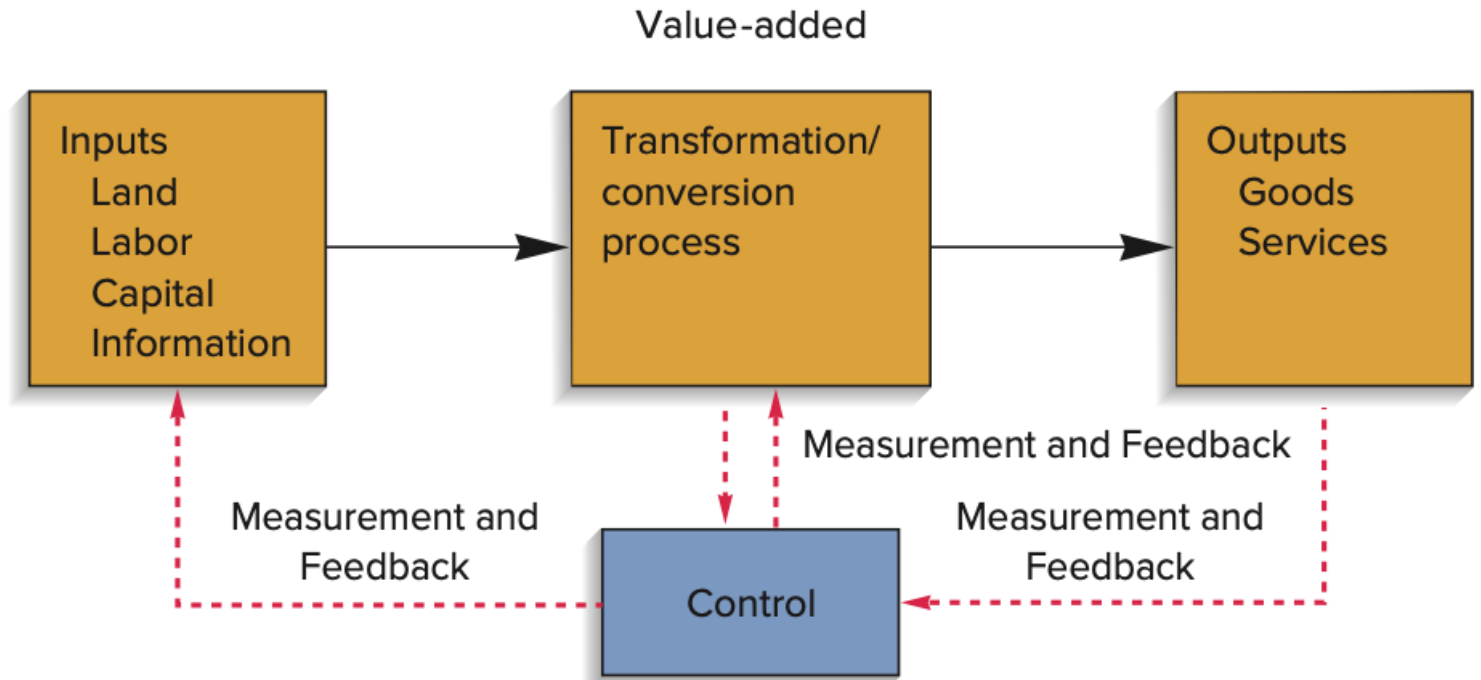 Value-added
Inputs
Land
Labor
Capital
Information
Transformation/
conversion
process
Outputs
Goods
Services
Measurement and Feedback
Measurement and
Feedback
Measurement and
Feedback
Control